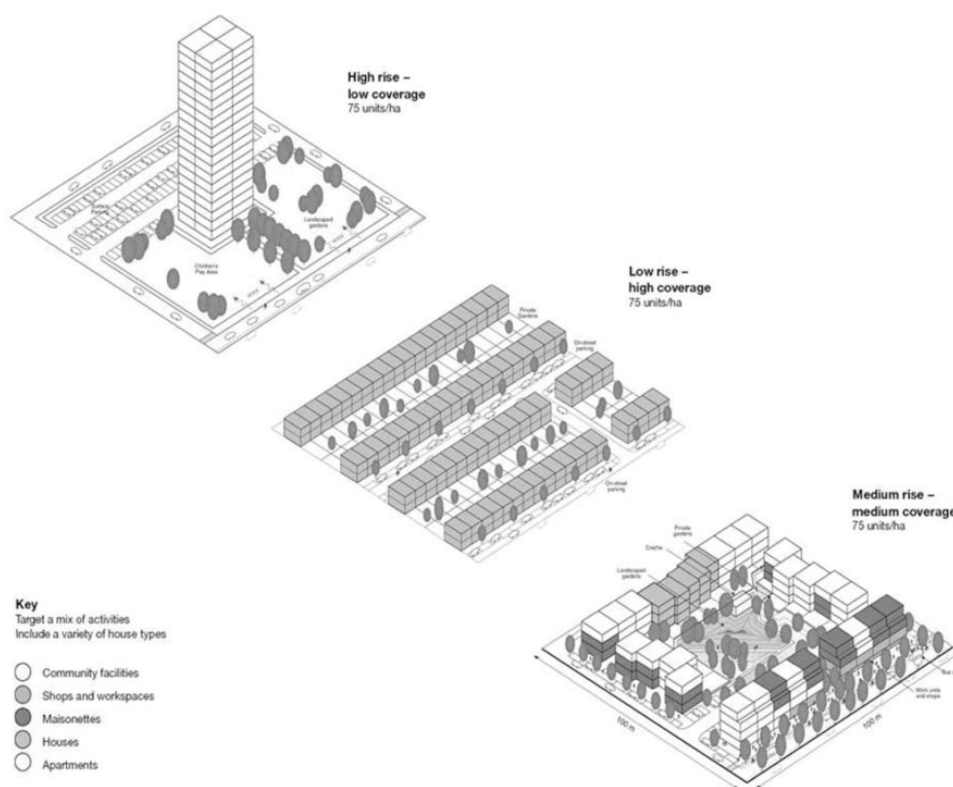 High rise –
low coverage
75 units/ha
Surface
Parking
Landscaped
gardens
Children's
Play Area
Low rise –
high coverage
75 units/ha
Private
Gardens
On-street
parking
On-street
parking
Medium rise –
medium coverage
75 units/ha
Private
gardens
Creche
Landscaped
gardens
Work units
and shops
100 m
100 m
Key
Target a mix of activities
Include a variety of house types
Community facilities
Shops and workspaces
Maisonettes
Houses
Apartments